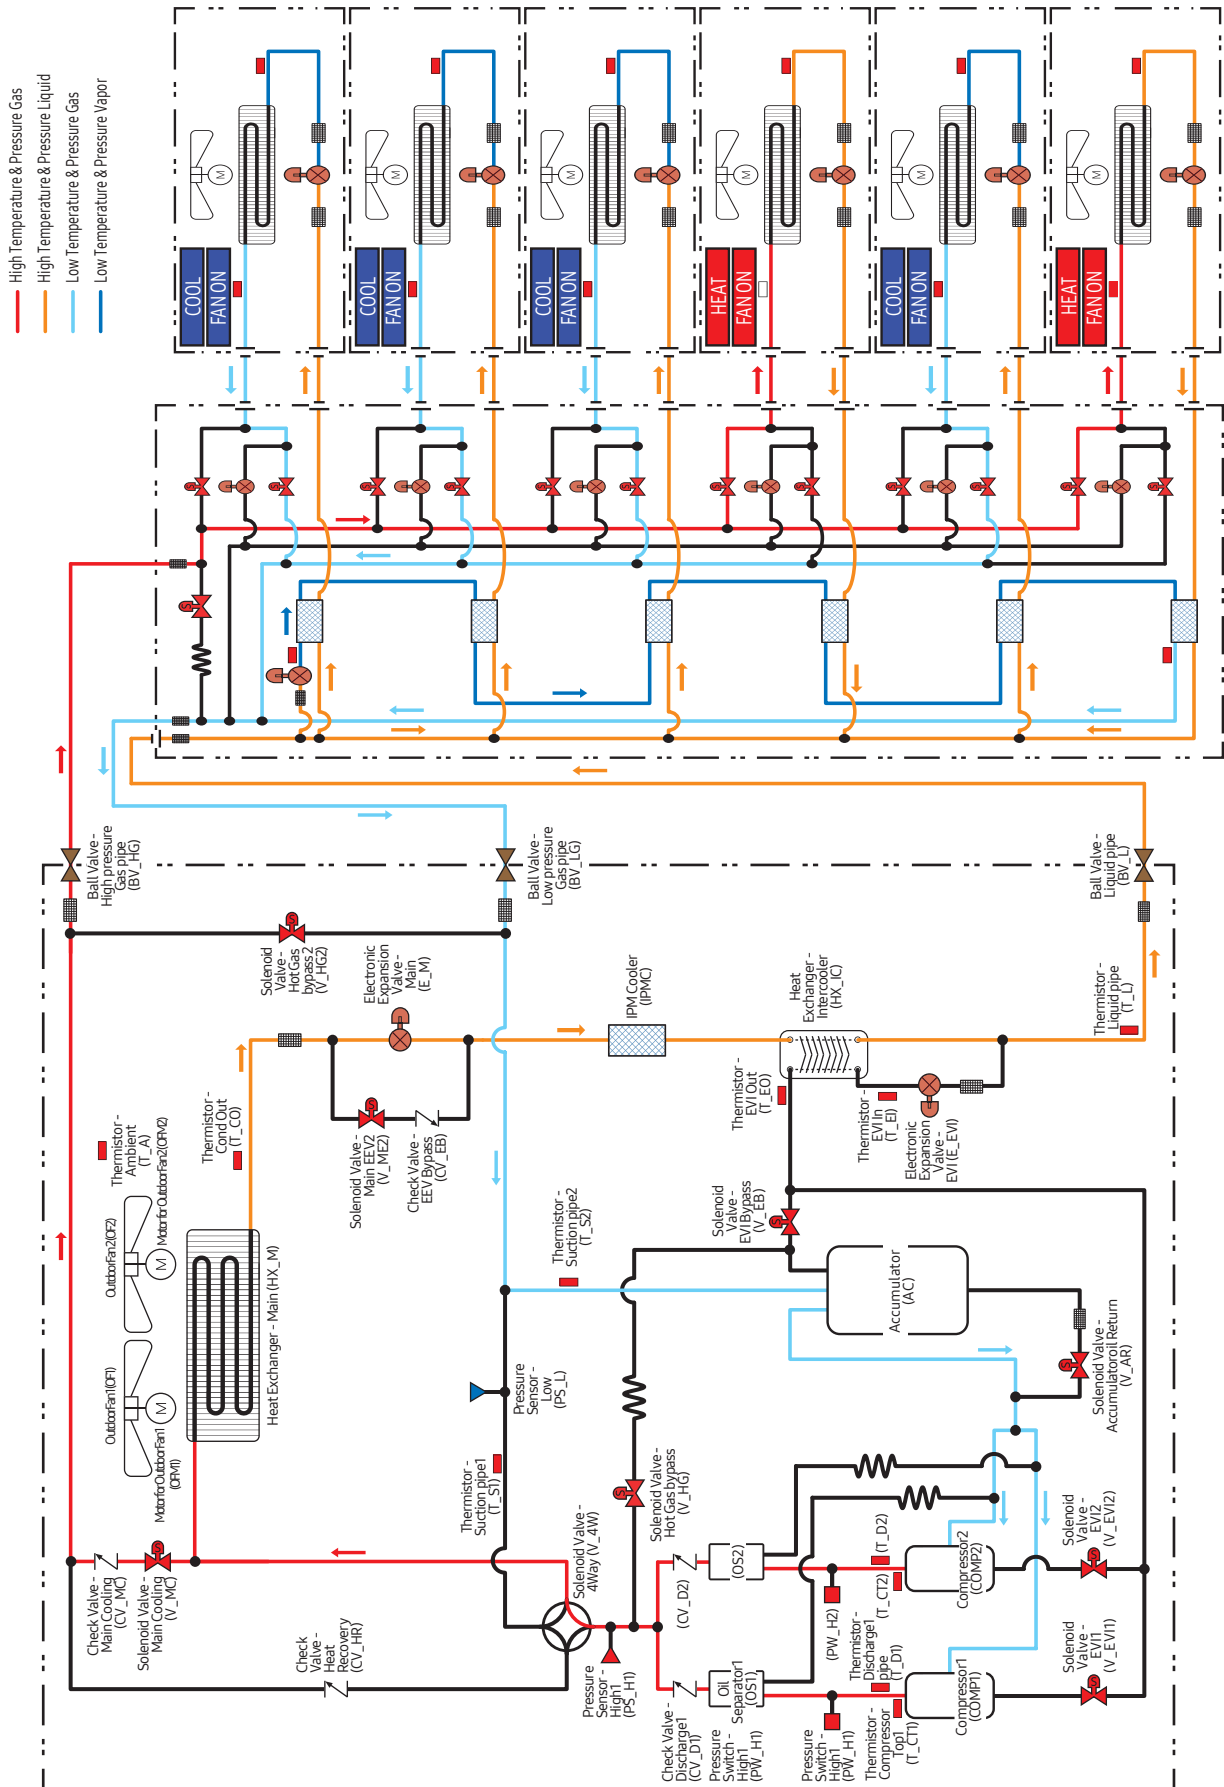 High Temperature & Pressure Gas
High Temperature & Pressure Liquid
Low Temperature & Pressure Gas
Low Temperature & Pressure Vapor
COOL
FAN ON
M
COOL
FAN ON
M
COOL
FAN ON
M
HEAT
FAN ON
M
COOL
FAN ON
M
HEAT
FAN ON
M
S
S
S
S
S
S
S
S
S
S
S
S
S
Ball Valve -
High pressure
Gas pipe
(BV_HG)
Ball Valve -
Low pressure
Gas pipe
(BV_LG)
Ball Valve -
Liquid pipe
(BV_L)
Solenoid
Valve -
Hot Gas
bypass 2
(V_HG2)
S
Electronic
Expansion
Valve -
Main
(E_M)
IPM Cooler
(IPMC)
Heat
Exchanger -
Intercooler
(HX_IC)
Thermistor -
Liquid pipe
(T_L)
Thermistor -
Ambient
(T_A)
Thermistor -
Cond Out
(T_CO)
Solenoid Valve -
Main EEV2
(V_ME2)
S
Check Valve -
EEV Bypass
(CV_EB)
Thermistor
EVI Out
(T_EO)
Thermistor -
EVI In
(T_EI)
Electronic
Expansion
Valve -
EVI (E_EVI)
Outdoor Fan1 (OF1)
Outdoor Fan2 (OF2)
M
M
Motor for Outdoor Fan1
(OFM1)
Motor for Outdoor Fan2 (OFM2)
Heat Exchanger - Main (HX_M)
Thermistor -
Suction pipe2
(T_S2)
Solenoid
Valve -
EVI Bypass
(V_EB)
S
Accumulator
(AC)
Pressure
Sensor -
Low
(PS_L)
Solenoid Valve -
Accumulator oil Return
(V_AR)
S
Thermistor -
Suction pipe1
(T_S1)
Solenoid Valve -
Hot Gas bypass
(V_HG)
S
Check Valve -
Main Cooling
(CV_MC)
Solenoid Valve -
Main Cooling
(V_MC)
S
Check
Valve -
Heat
Recovery
(CV_HR)
Solenoid Valve -
4Way (V_4W)
Pressure
Sensor -
High1
(PS_H1)
(CV_D2)
(OS2)
(PW_H2)
(T_CT2)
(T_D2)
Compressor2
(COMP2)
Solenoid
Valve -
EVI2
(V_EVI2)
S
Check Valve -
Discharge1
(CV_D1)
Oil
Separator1
(OS1)
Pressure
Switch -
High1
(PW_H1)
Pressure
Switch -
High1
(PW_H1)
Thermistor-
Discharge1
pipe
(T_D1)
Thermistor -
Compressor
Top1
(T_CT1)
Compressor1
(COMP1)
Solenoid
Valve -
EVI1
(V_EVI1)
S